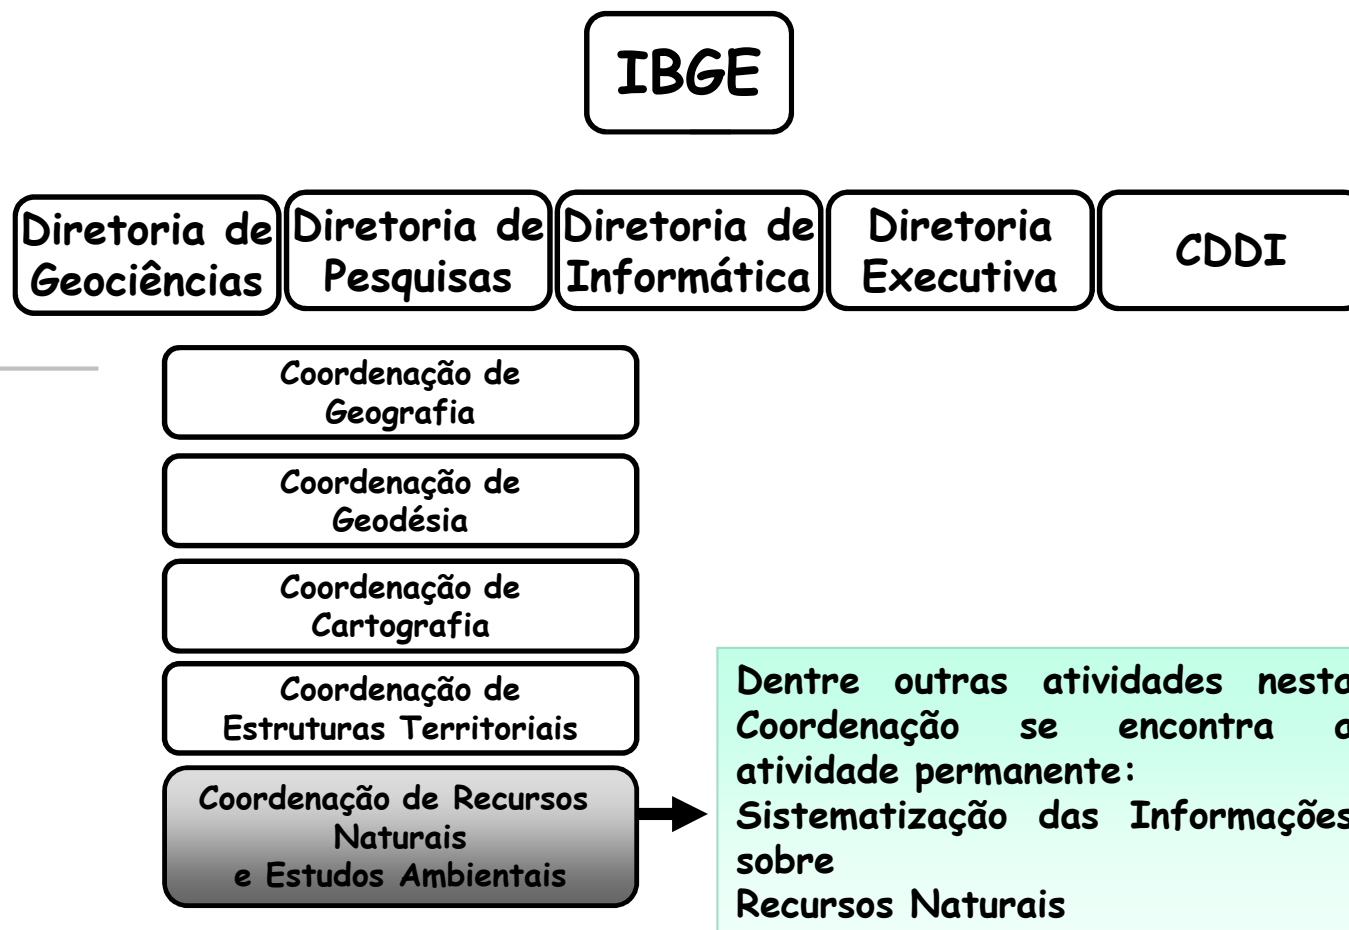 IBGE
Diretoria de
Geociências
Diretoria de
Pesquisas
Diretoria de
Informática
Diretoria
Executiva
CDDI
Coordenação de
Geografia
Coordenação de
Geodésia
Coordenação de
Cartografia
Coordenação de
Estruturas Territoriais
Coordenação de Recursos
Naturais
e Estudos Ambientais
Dentre outras atividades nesta
Coordenação se encontra a
atividade permanente:
Sistematização das Informações
sobre
Recursos Naturais